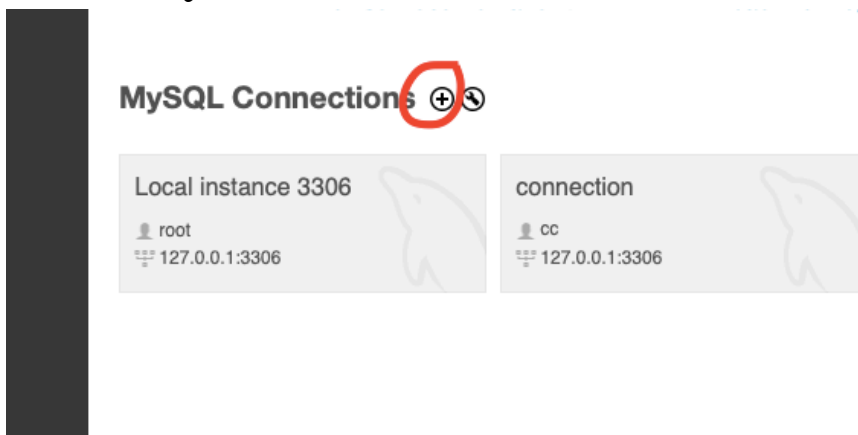 MySQL Connections
Local instance 3306
root
127.0.0.1:3306
connection
cc
127.0.0.1:3306